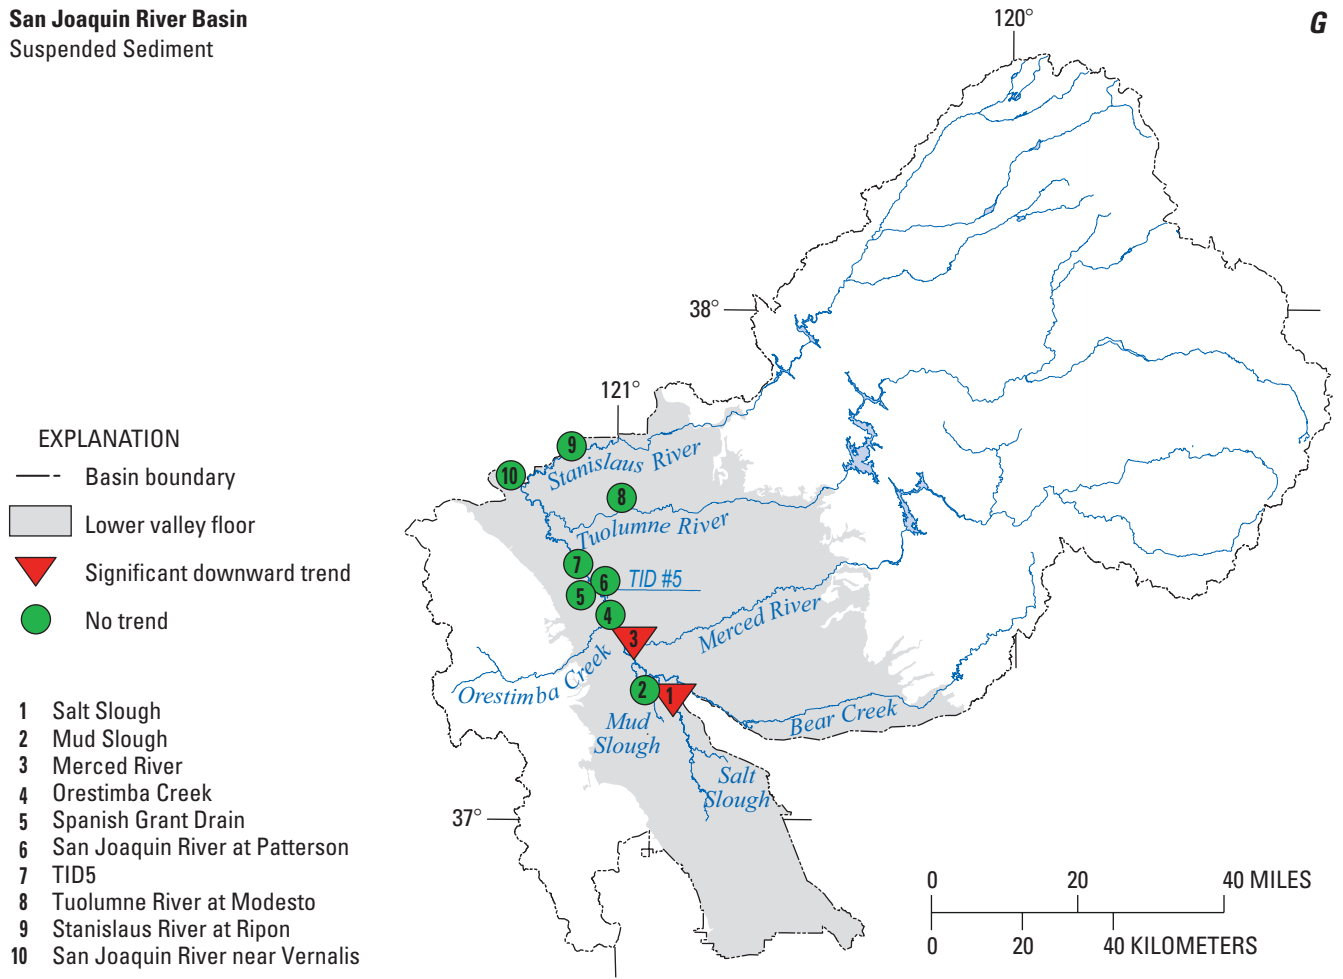 San Joaquin River Basin
Suspended Sediment
G
120°
38°
121°
37°
Stanislaus River
Tuolumne River
TID #5
Merced River
Orestimba Creek
Bear Creek
Mud
Slough
Salt
Slough
9
10
8
7
6
5
4
3
2
1
EXPLANATION
Basin boundary
Lower valley floor
Significant downward trend
No trend
1 Salt Slough
2 Mud Slough
3 Merced River
4 Orestimba Creek
5 Spanish Grant Drain
6 San Joaquin River at Patterson
7 TID5
8 Tuolumne River at Modesto
9 Stanislaus River at Ripon
10 San Joaquin River near Vernalis
0 20 40 MILES
0 20 40 KILOMETERS